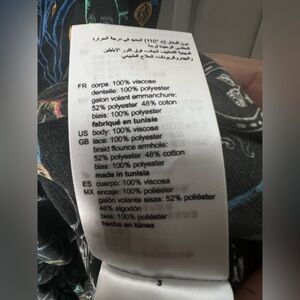 FR corps: 100% viscose
dentelle: 100% polyester
galon volant emmanchure:
52% polyester 48% coton
biais: 100% polyester
fabriqué en tunisie
US body: 100% viscose
GB lace: 100% polyester
braid flounce armhole:
52% polyester 48% cotton
bias: 100% polyester
made in tunisia
ES cuerpo: 100% viscosa
MX encaje: 100% poliéster
galón volante sisas: 52% poliéster
48% algodón
bies: 100% poliéster
hecho en túnez
3